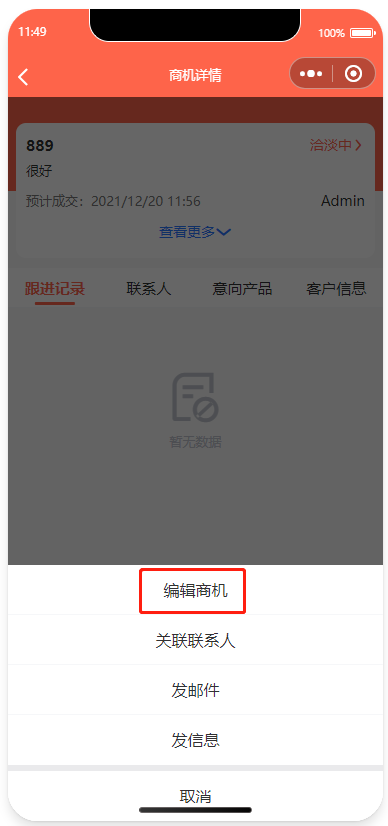 11:49
100%
商机详情
889
洽谈中
很好
预计成交：2021/12/20 11:56
Admin
查看更多
跟进记录 联系人 意向产品 客户信息
暂无数据
编辑商机
关联联系人
发邮件
发信息
取消